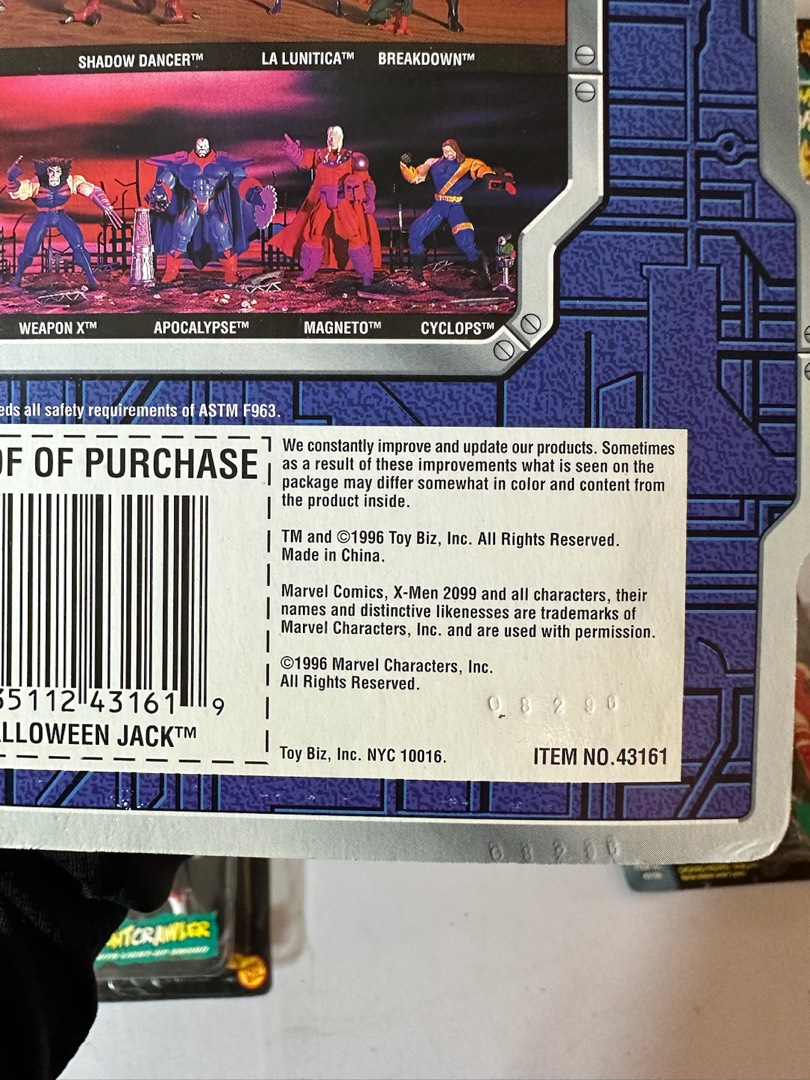 SHADOW DANCER™ LA LUNITICA™ BREAKDOWN™
WEAPON X™ APOCALYPSE™ MAGNETO™ CYCLOPS™
eds all safety requirements of ASTM F963.
OF OF PURCHASE
35112 43161 9
ALLOWEEN JACK™
We constantly improve and update our products. Sometimes
as a result of these improvements what is seen on the
package may differ somewhat in color and content from
the product inside.
TM and ©1996 Toy Biz, Inc. All Rights Reserved.
Made in China.
Marvel Comics, X-Men 2099 and all characters, their
names and distinctive likenesses are trademarks of
Marvel Characters, Inc. and are used with permission.
©1996 Marvel Characters, Inc.
All Rights Reserved.
Toy Biz, Inc. NYC 10016.
ITEM NO.43161
HTCRAWLER